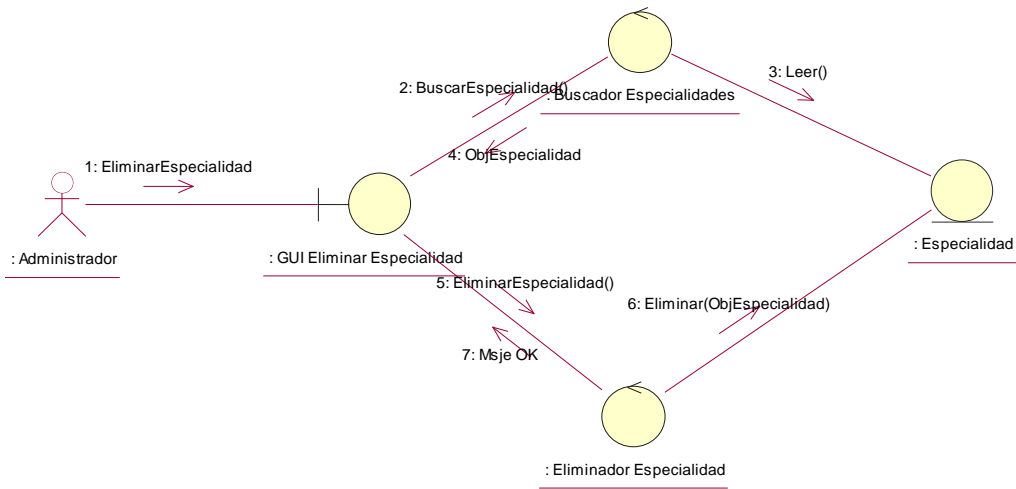 3: Leer()
2: BuscarEspecialidad()
: Buscador Especialidades
4: ObjEspecialidad
1: EliminarEspecialidad
: Administrador
: GUI Eliminar Especialidad
: Especialidad
5: EliminarEspecialidad()
6: Eliminar(ObjEspecialidad)
7: Msje OK
: Eliminador Especialidad